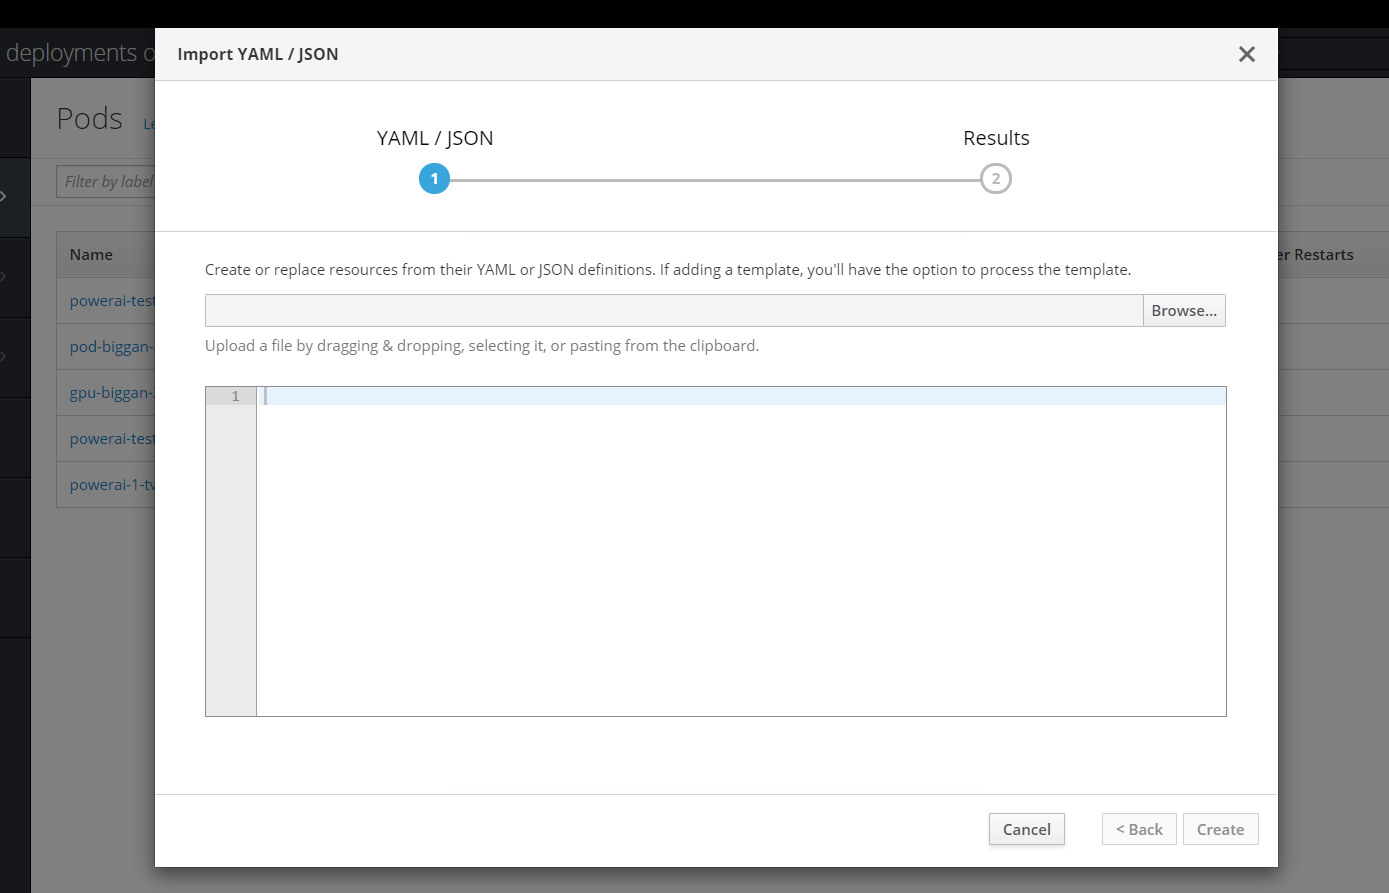 deployments
Import YAML / JSON
Pods
YAML / JSON
Results
1
2
Filter by label
Name
er Restarts
Create or replace resources from their YAML or JSON definitions. If adding a template, you'll have the option to process the template.
powerai-test
Browse...
Upload a file by dragging & dropping, selecting it, or pasting from the clipboard.
pod-biggan-
gpu-biggan-
1
powerai-test
powerai-1-tv
Cancel
< Back
Create